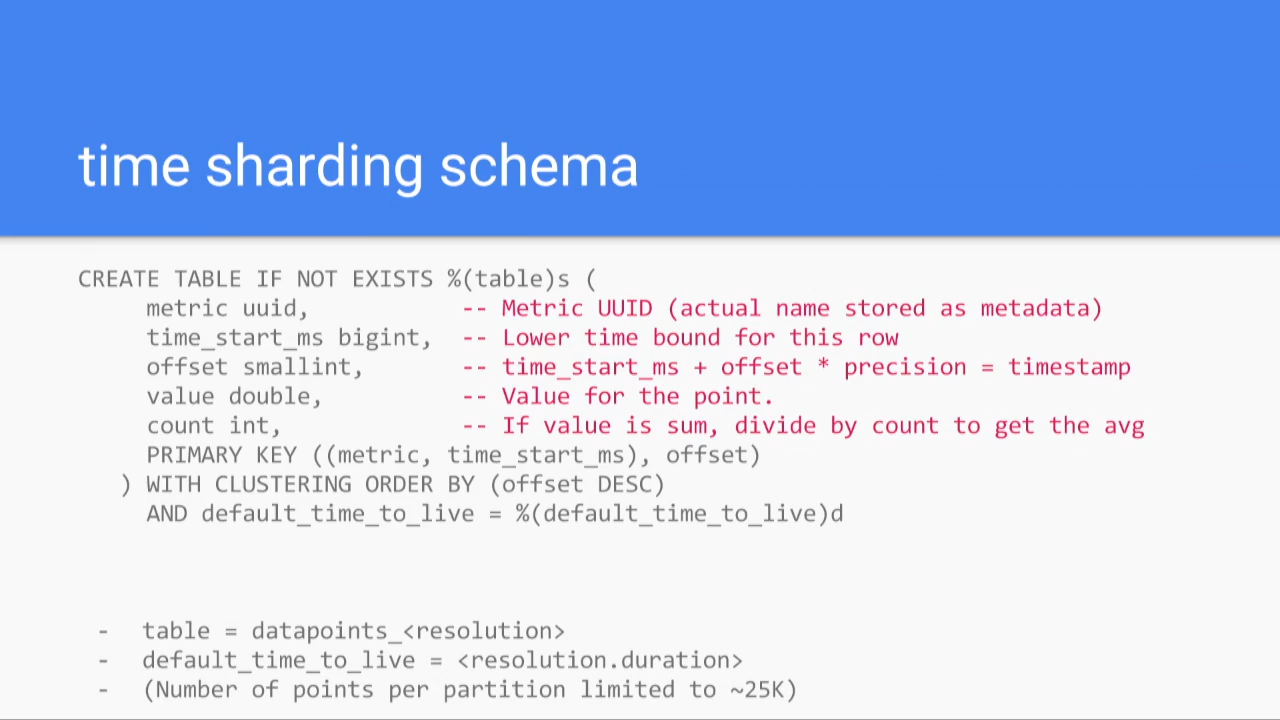 time sharding schema
CREATE TABLE IF NOT EXISTS %(table)s (
metric uuid, -- Metric UUID (actual name stored as metadata)
time_start_ms bigint, -- Lower time bound for this row
offset smallint, -- time_start_ms + offset * precision = timestamp
value double, -- Value for the point.
count int, -- If value is sum, divide by count to get the avg
PRIMARY KEY ((metric, time_start_ms), offset)
) WITH CLUSTERING ORDER BY (offset DESC)
AND default_time_to_live = %(default_time_to_live)d
- table = datapoints_<resolution>
- default_time_to_live = <resolution.duration>
- (Number of points per partition limited to ~25K)